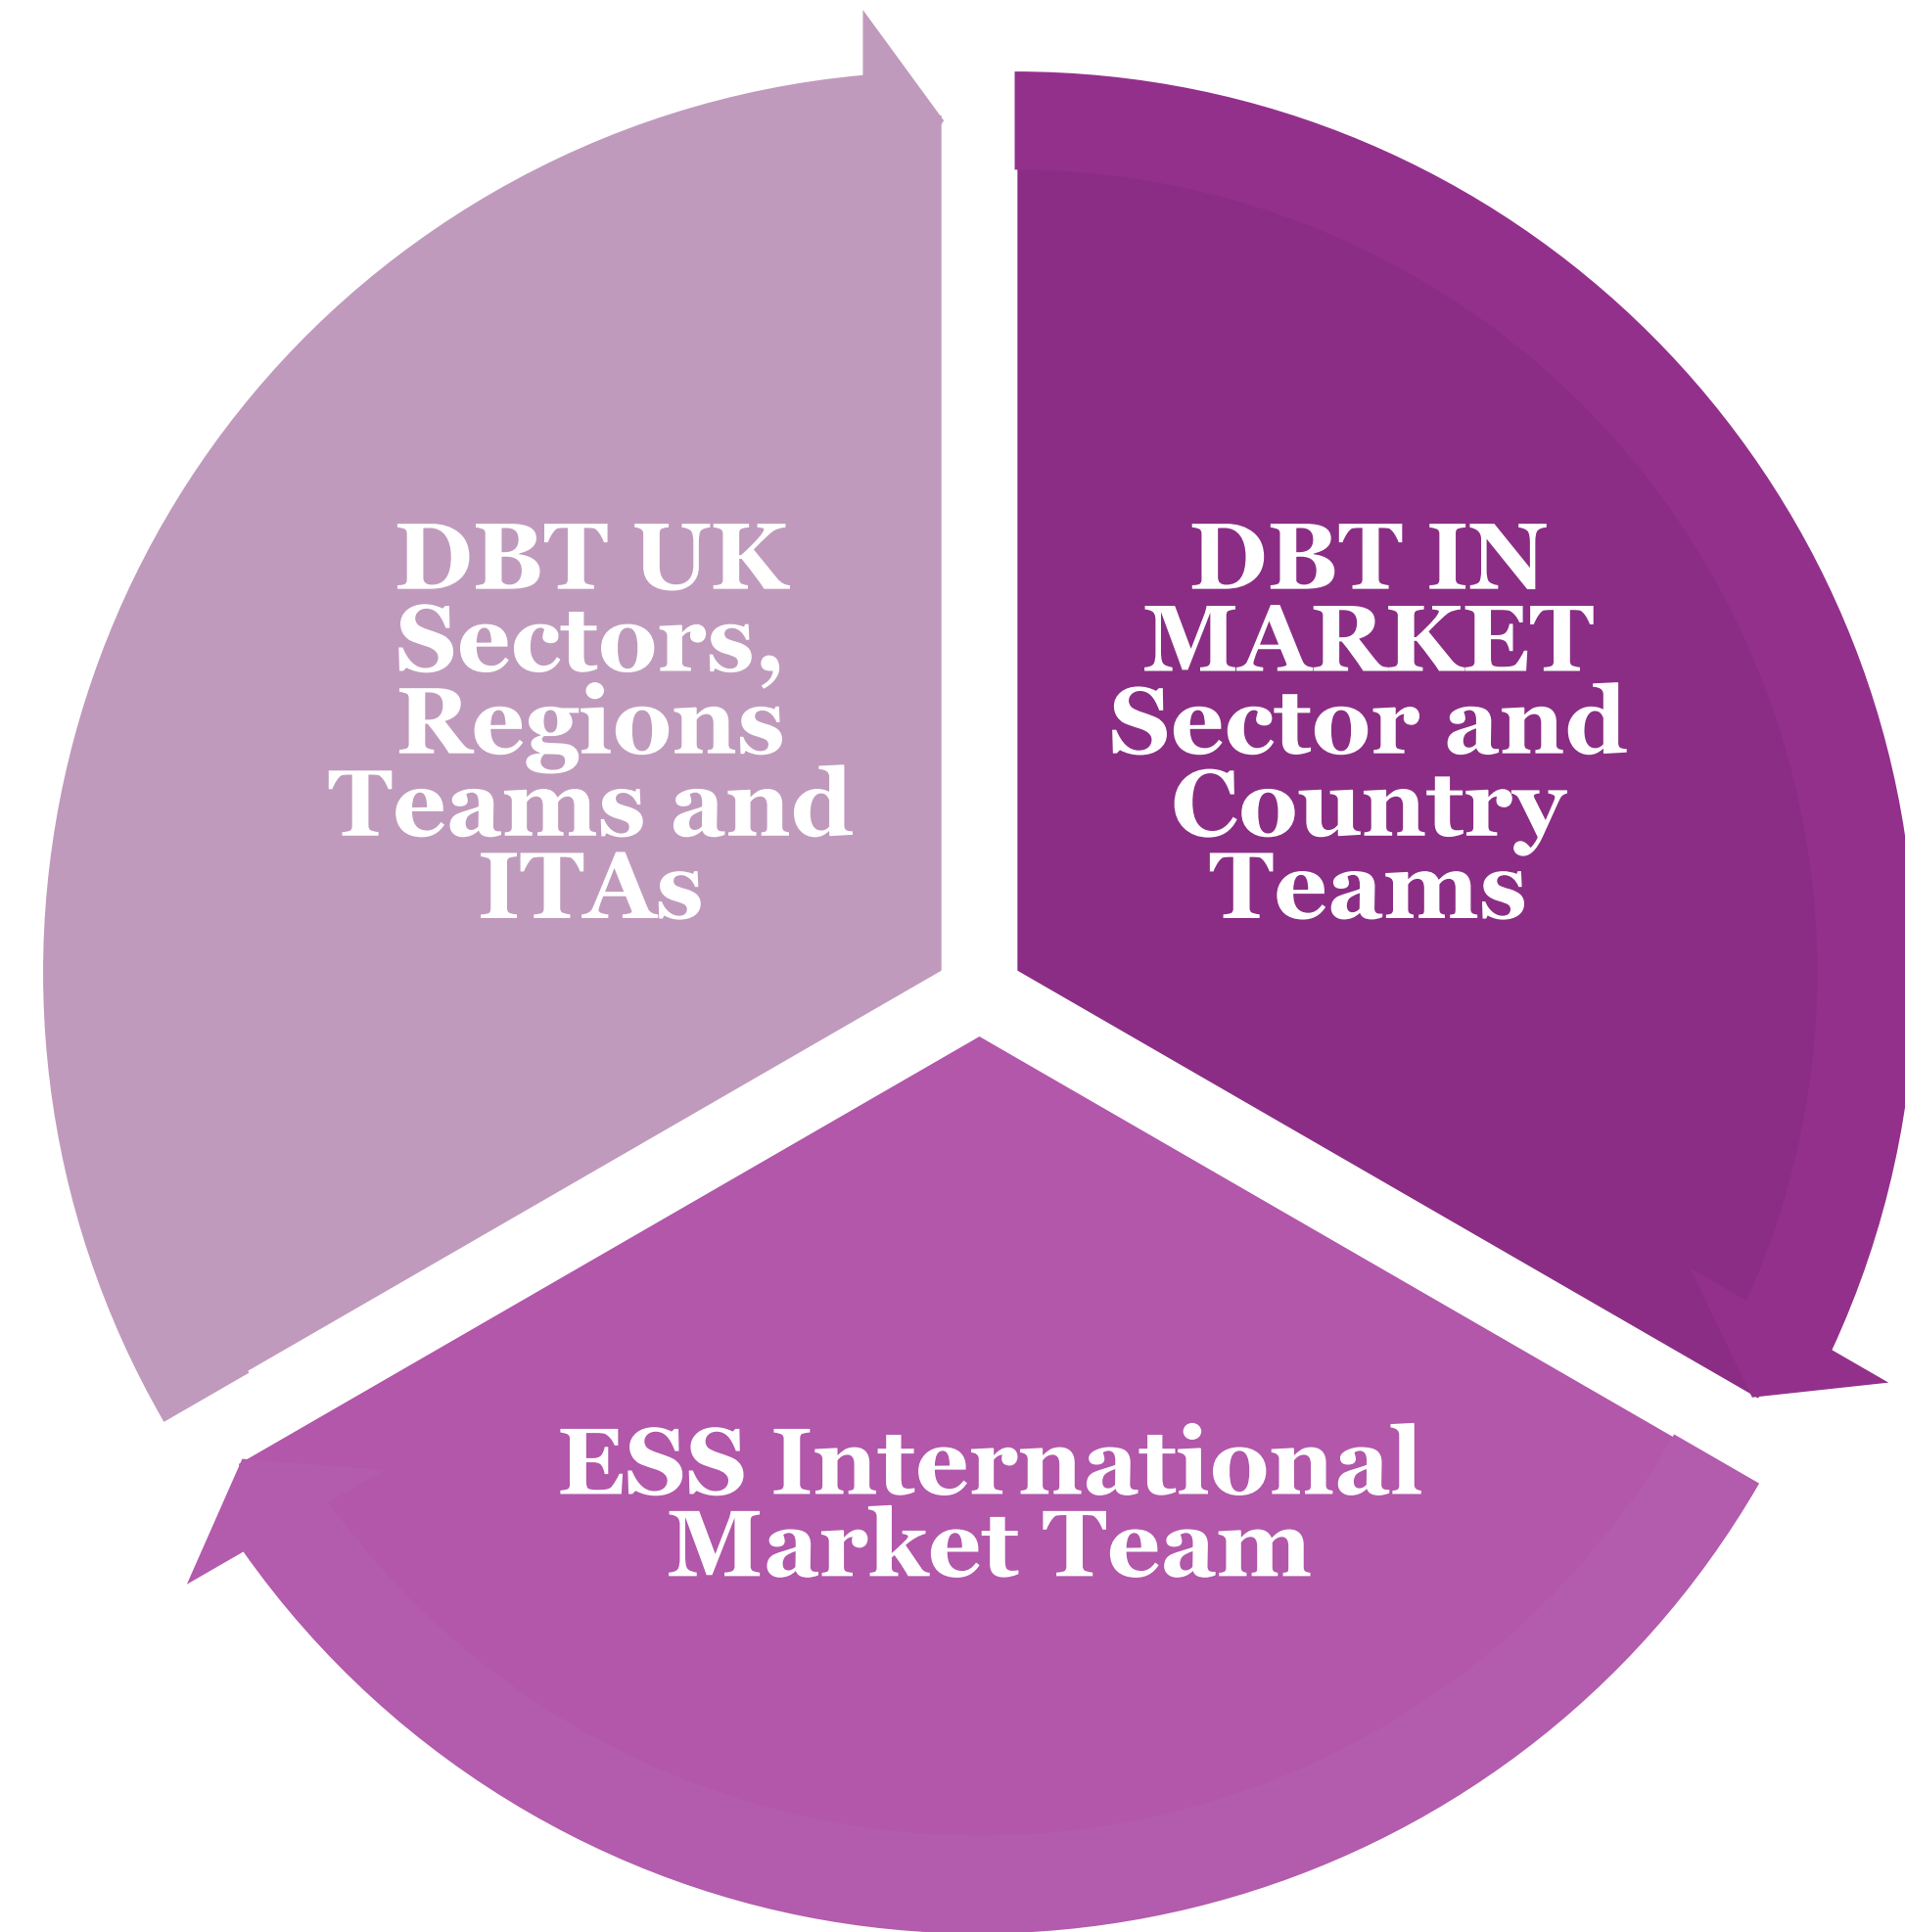 DBT UK
Sectors,
Regions
Teams and
ITAs
DBT IN
MARKET
Sector and
Country
Teams
ESS International
Market Team